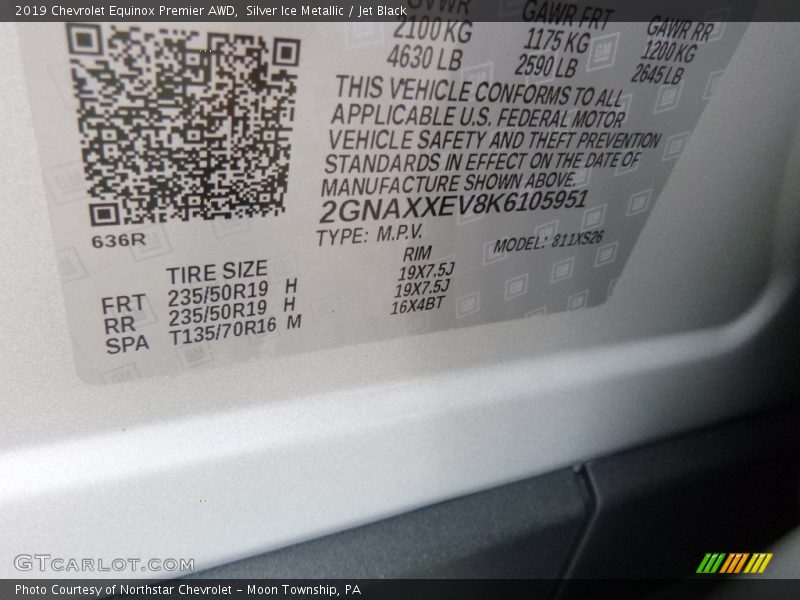 2019 Chevrolet Equinox Premier AWD,  Silver Ice Metallic / Jet Black
GVWR
2100 KG
4630 LB
GAWR FRT
1175 KG
2590 LB
GAWR RR
1200 KG
2645 LB
THIS VEHICLE CONFORMS TO ALL
APPLICABLE U.S. FEDERAL MOTOR
VEHICLE SAFETY AND THEFT PREVENTION
STANDARDS IN EFFECT ON THE DATE OF
MANUFACTURE SHOWN ABOVE.
2GNAXXEV8K6105951
TYPE: M.P.V.
MODEL: 811XS26
636R
TIRE SIZE RIM
FRT 235/50R19 H 19X7.5J
RR 235/50R19 H 19X7.5J
SPA T135/70R16 M 16X4BT
GTcarlot.com
Photo Courtesy of Northstar Chevrolet - Moon Township, PA